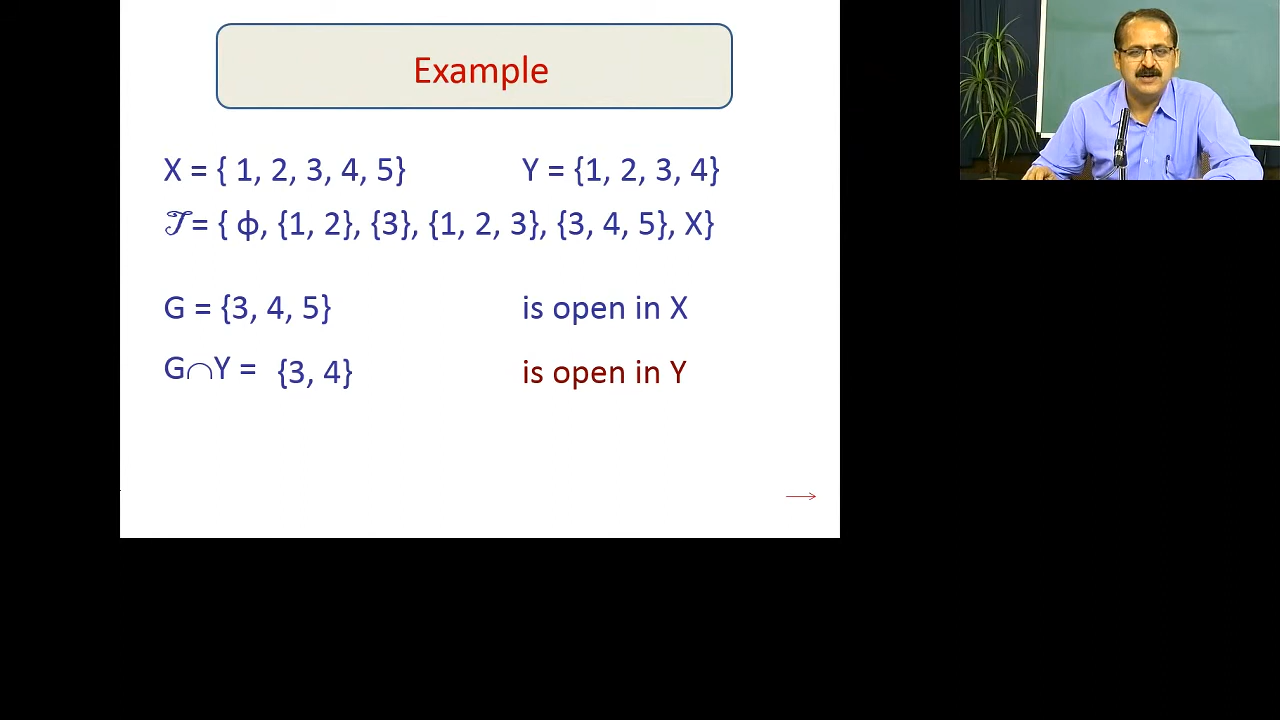 Example
X = { 1, 2, 3, 4, 5} Y = {1, 2, 3, 4}
𝒯 = { ф, {1, 2}, {3}, {1, 2, 3}, {3, 4, 5}, X}
G = {3, 4, 5} is open in X
G∩Y = {3, 4} is open in Y